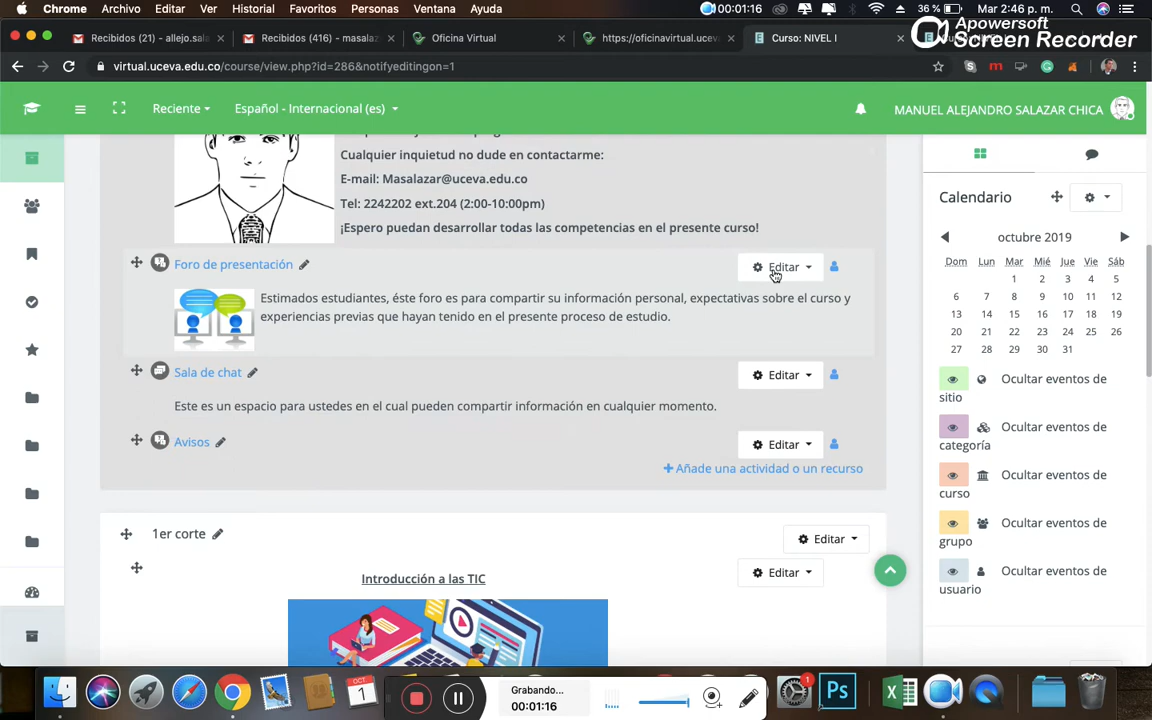 Chrome Archivo Editar Ver Historial Favoritos Personas Ventana Ayuda 00:01:16 36 % Mar 2:46 p. m.
Recibidos (21) - allejo.sala × Recibidos (416) - masalaz × Oficina Virtual × https://oficinavirtual.uceva × Curso: NIVEL I ×
Apowersoft
Screen Recorder
virtual.uceva.edu.co/course/view.php?id=286&notifyeditingon=1
Reciente Español - Internacional (es) MANUEL ALEJANDRO SALAZAR CHICA
Cualquier inquietud no dude en contactarme:
E-mail: Masalazar@uceva.edu.co
Tel: 2242202 ext.204 (2:00-10:00pm)
¡Espero puedan desarrollar todas las competencias en el presente curso!
Foro de presentación Editar
Estimados estudiantes, éste foro es para compartir su información personal, expectativas sobre el curso y
experiencias previas que hayan tenido en el presente proceso de estudio.
Sala de chat Editar
Este es un espacio para ustedes en el cual pueden compartir información en cualquier momento.
Avisos Editar
+ Añade una actividad o un recurso
1er corte Editar
Editar
Introducción a las TIC
Calendario
octubre 2019
Dom Lun Mar Mié Jue Vie Sáb
1 2 3 4 5
6 7 8 9 10 11 12
13 14 15 16 17 18 19
20 21 22 23 24 25 26
27 28 29 30 31
Ocultar eventos de
sitio
Ocultar eventos de
categoría
Ocultar eventos de
curso
Ocultar eventos de
grupo
Ocultar eventos de
usuario
OCT
1
Grabando...
00:01:16
1
Ps